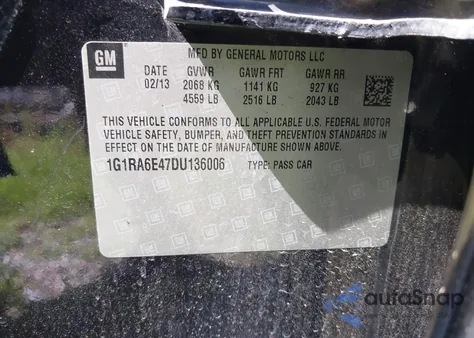 GM
MFD BY GENERAL MOTORS LLC
DATE GVWR GAWR FRT GAWR RR
02/13 2068 KG 1141 KG 927 KG
4559 LB 2516 LB 2043 LB
THIS VEHICLE CONFORMS TO ALL APPLICABLE U.S. FEDERAL MOTOR
VEHICLE SAFETY, BUMPER, AND THEFT PREVENTION STANDARDS IN
EFFECT ON THE DATE OF MANUFACTURE SHOWN ABOVE.
1G1RA6E47DU136006 TYPE: PASS CAR
autoSnap